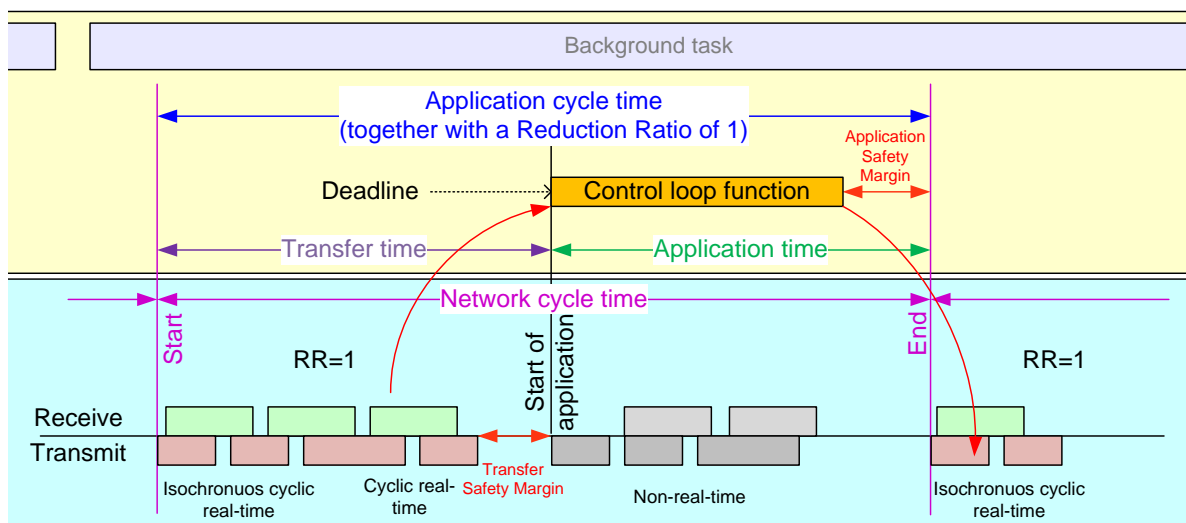 Background task
Application cycle time
(together with a Reduction Ratio of 1)
Application
Safety
Margin
Deadline
Control loop function
Transfer time
Application time
Network cycle time
Start
RR=1
Start of
application
End
RR=1
Receive
Transmit
Isochronuos cyclic
real-time
Cyclic real-
time
Transfer
Safety Margin
Non-real-time
Isochronuos cyclic
real-time